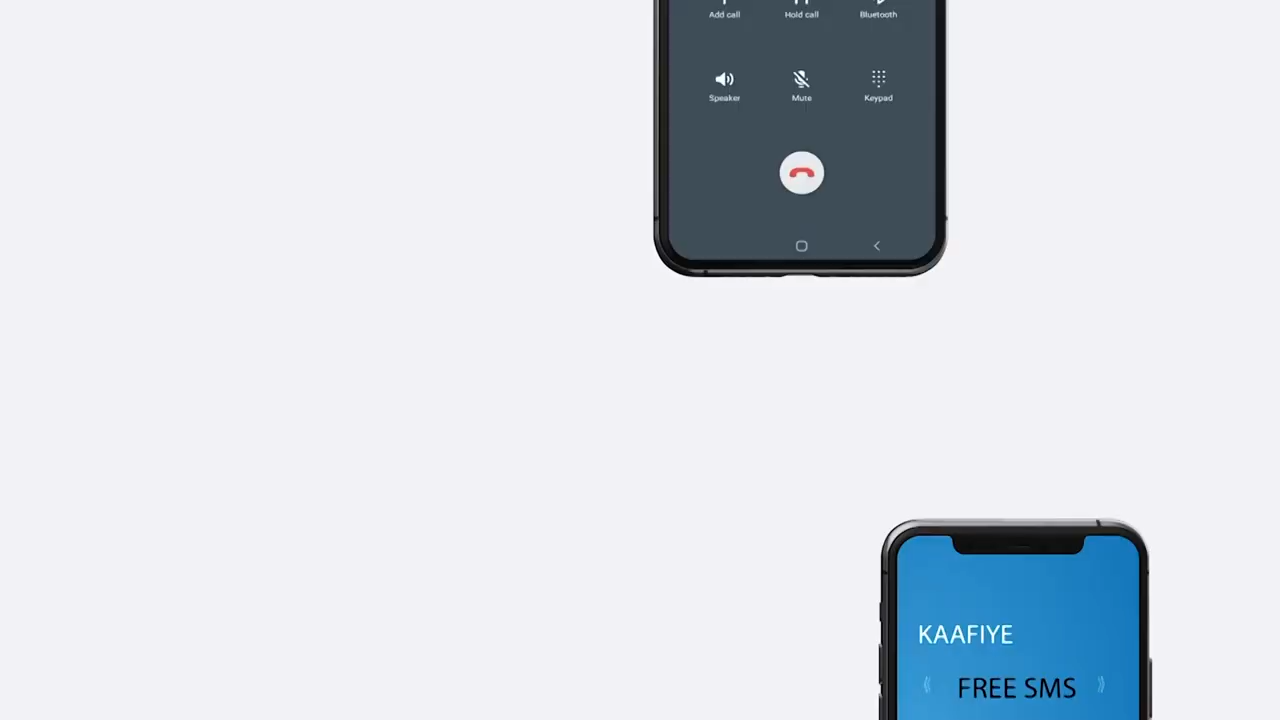 Add call Hold call Bluetooth
Speaker Mute Keypad
KAAFIYE
FREE SMS